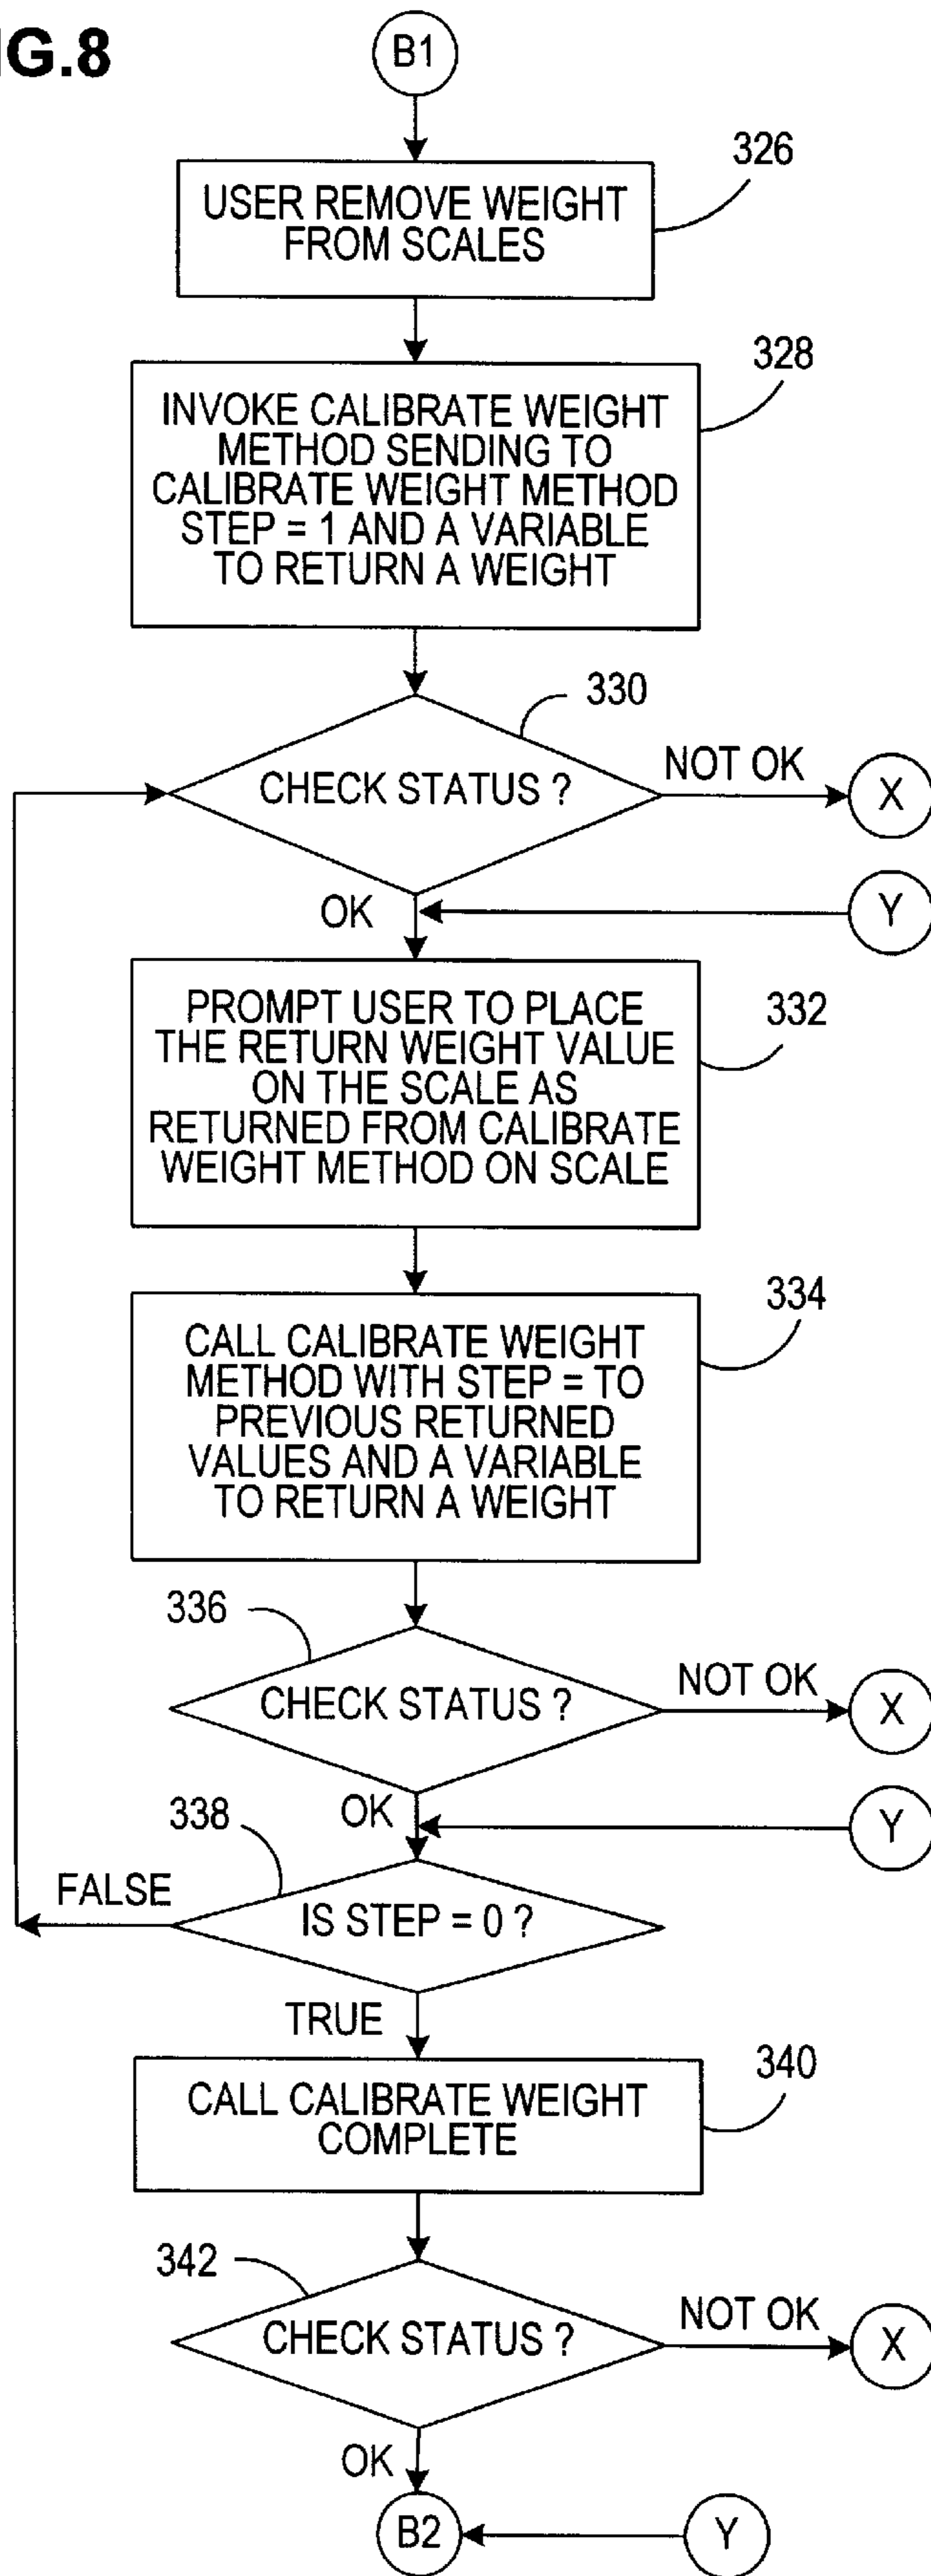 IG.8
B1
326
USER REMOVE WEIGHT
FROM SCALES
328
INVOKE CALIBRATE WEIGHT
METHOD SENDING TO
CALIBRATE WEIGHT METHOD
STEP = 1 AND A VARIABLE
TO RETURN A WEIGHT
330
CHECK STATUS ?
NOT OK
X
OK
Y
332
PROMPT USER TO PLACE
THE RETURN WEIGHT VALUE
ON THE SCALE AS
RETURNED FROM CALIBRATE
WEIGHT METHOD ON SCALE
334
CALL CALIBRATE WEIGHT
METHOD WITH STEP = TO
PREVIOUS RETURNED
VALUES AND A VARIABLE
TO RETURN A WEIGHT
336
CHECK STATUS ?
NOT OK
X
OK
Y
338
FALSE
IS STEP = 0 ?
TRUE
340
CALL CALIBRATE WEIGHT
COMPLETE
342
CHECK STATUS ?
NOT OK
X
OK
B2
Y